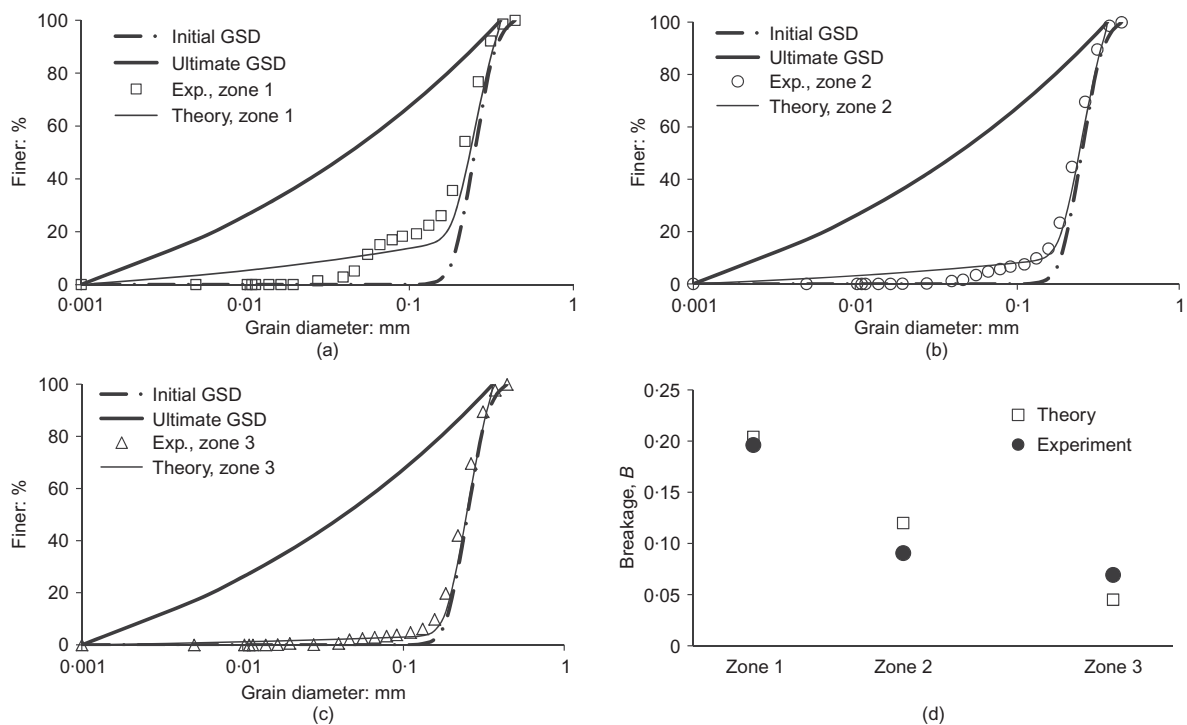 100
80
60
40
20
0
Finer: %
Initial GSD
Ultimate GSD
Exp., zone 1
Theory, zone 1
0·001
0·01
0·1
1
Grain diameter: mm
(a)
100
80
60
40
20
0
Finer: %
Initial GSD
Ultimate GSD
Exp., zone 2
Theory, zone 2
0·001
0·01
0·1
1
Grain diameter: mm
(b)
100
80
60
40
20
0
Finer: %
Initial GSD
Ultimate GSD
Exp., zone 3
Theory, zone 3
0·001
0·01
0·1
1
Grain diameter: mm
(c)
0·25
0·20
0·15
0·10
0·05
0
Breakage, B
Theory
Experiment
Zone 1
Zone 2
Zone 3
(d)